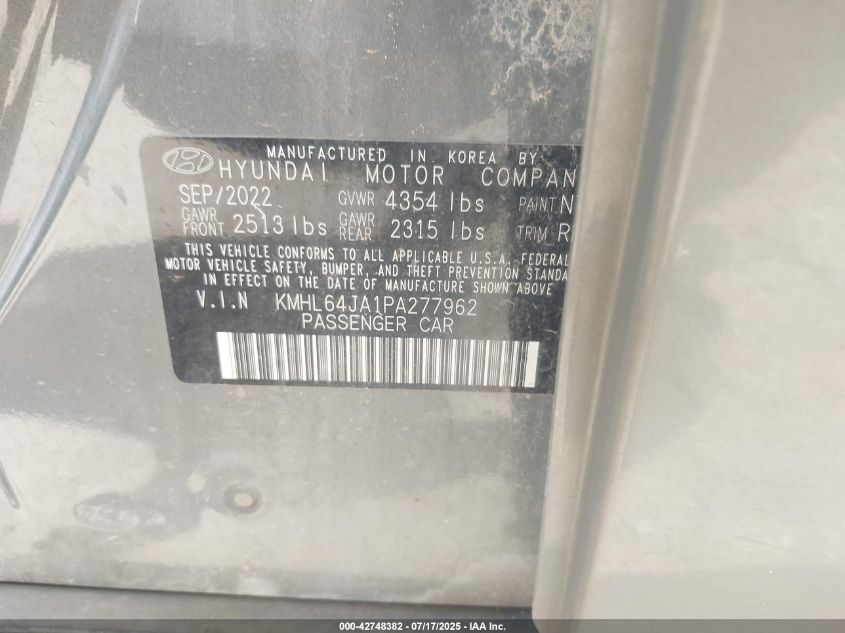 MANUFACTURED IN KOREA BY
HYUNDAI MOTOR COMPAN
SEP/2022 GVWR 4354 lbs PAINT N
GAWR FRONT 2513 lbs GAWR REAR 2315 lbs TRIM R
THIS VEHICLE CONFORMS TO ALL APPLICABLE U.S.A. FEDERAL
MOTOR VEHICLE SAFETY, BUMPER, AND THEFT PREVENTION STANDA
IN EFFECT ON THE DATE OF MANUFACTURE SHOWN ABOVE
V.I.N KMHL64JA1PA277962
PASSENGER CAR
000-42748382 - 07/17/2025 - IAA Inc.